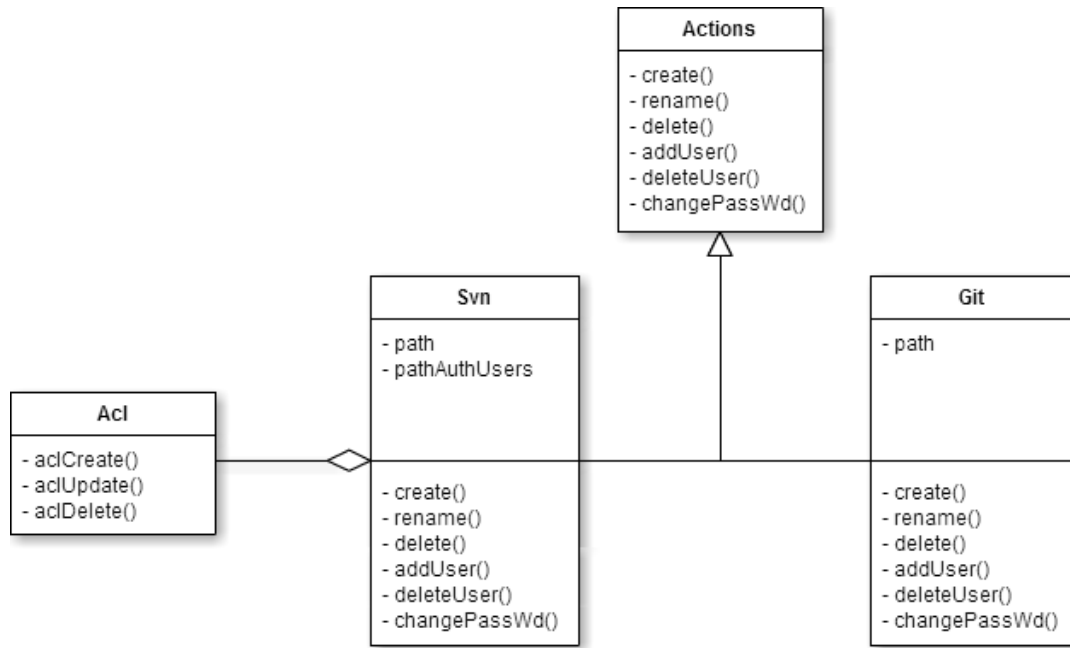 Actions
- create()
- rename()
- delete()
- addUser()
- deleteUser()
- changePassWd()
Svn
- path
- pathAuthUsers
- create()
- rename()
- delete()
- addUser()
- deleteUser()
- changePassWd()
Git
- path
- create()
- rename()
- delete()
- addUser()
- deleteUser()
- changePassWd()
Acl
- aclCreate()
- aclUpdate()
- aclDelete()